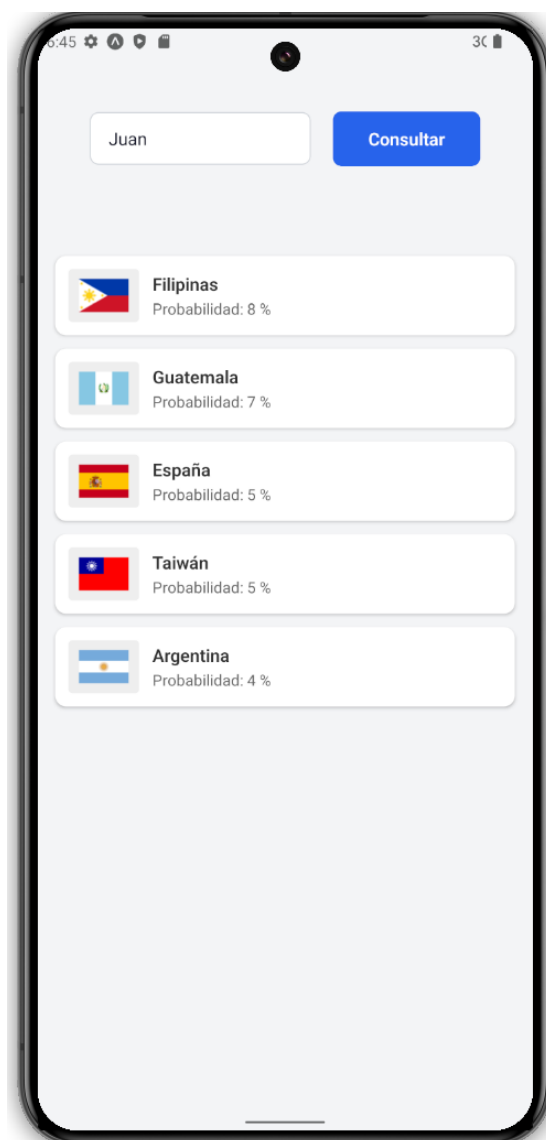 6:45
Juan
Consultar
Filipinas
Probabilidad: 8 %
Guatemala
Probabilidad: 7 %
España
Probabilidad: 5 %
Taiwán
Probabilidad: 5 %
Argentina
Probabilidad: 4 %